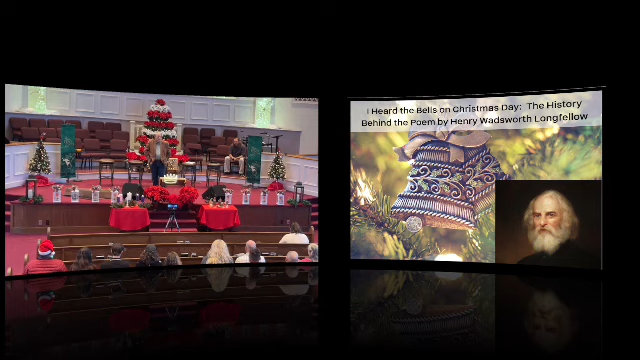 I Heard the Bells on Christmas Day: The History
Behind the Poem by Henry Wadsworth Longfellow